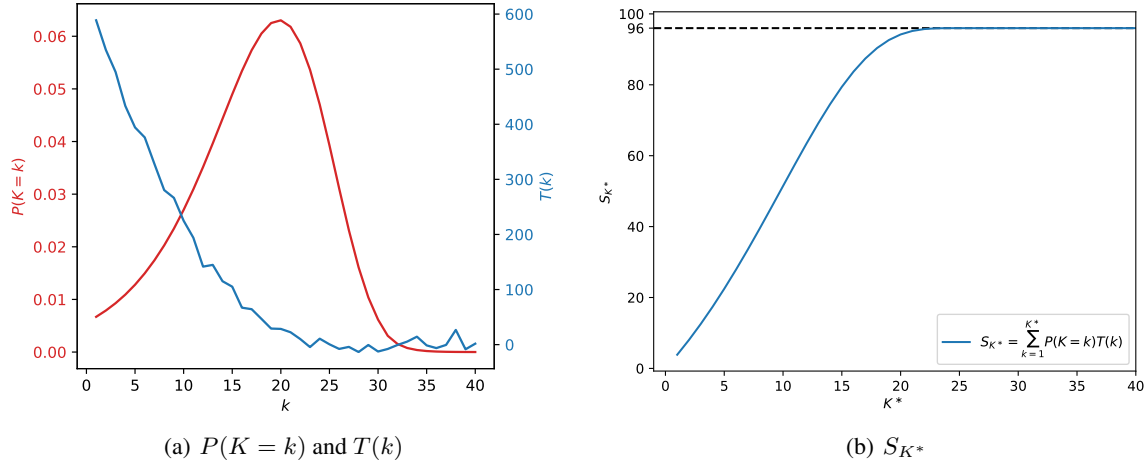 0.06
0.05
0.04
0.03
0.02
0.01
0.00
P(K = k)
0 5 10 15 20 25 30 35 40
k
600
500
400
300
200
100
0
T(k)
(a) P(K = k) and T(k)
100
96
80
60
40
20
0
S_{K*}
0 5 10 15 20 25 30 35 40
K*
S_{K*} = \sum_{k=1}^{K*} P(K = k)T(k)
(b) S_{K*}